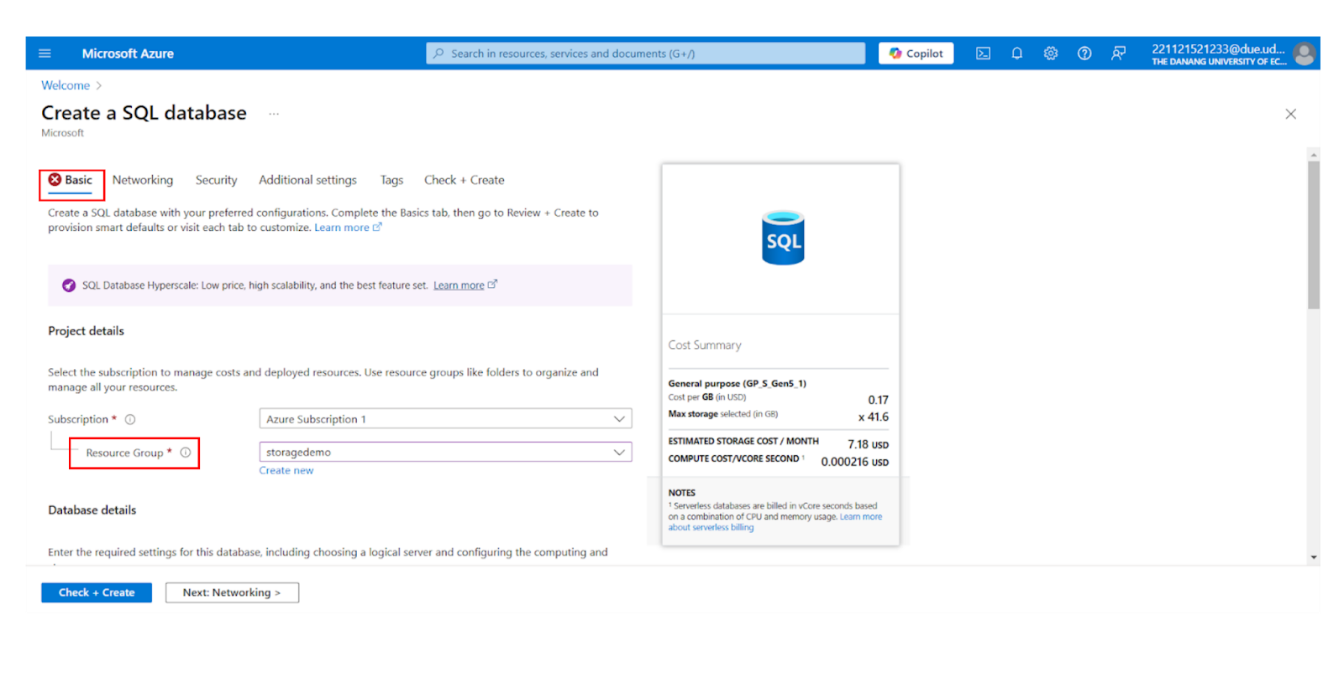 Microsoft Azure
Search in resources, services and documents (G+/)
Copilot
221121521233@due.ud...
THE DANANG UNIVERSITY OF EC...
Welcome >
Create a SQL database ...
Microsoft
Basic Networking Security Additional settings Tags Check + Create
Create a SQL database with your preferred configurations. Complete the Basics tab, then go to Review + Create to
provision smart defaults or visit each tab to customize. Learn more
SQL Database Hyperscale: Low price, high scalability, and the best feature set. Learn more
Project details
Select the subscription to manage costs and deployed resources. Use resource groups like folders to organize and
manage all your resources.
Subscription *
Azure Subscription 1
Resource Group *
storagedemo
Create new
Database details
Enter the required settings for this database, including choosing a logical server and configuring the computing and
Check + Create
Next: Networking >
SQL
Cost Summary
General purpose (GP_S_Gen5_1)
Cost per GB (in USD) 0.17
Max storage selected (in GB) x 41.6
ESTIMATED STORAGE COST / MONTH 7.18 USD
COMPUTE COST/VCORE SECOND ¹ 0.000216 USD
NOTES
¹ Serverless databases are billed in vCore seconds based
on a combination of CPU and memory usage. Learn more
about serverless billing